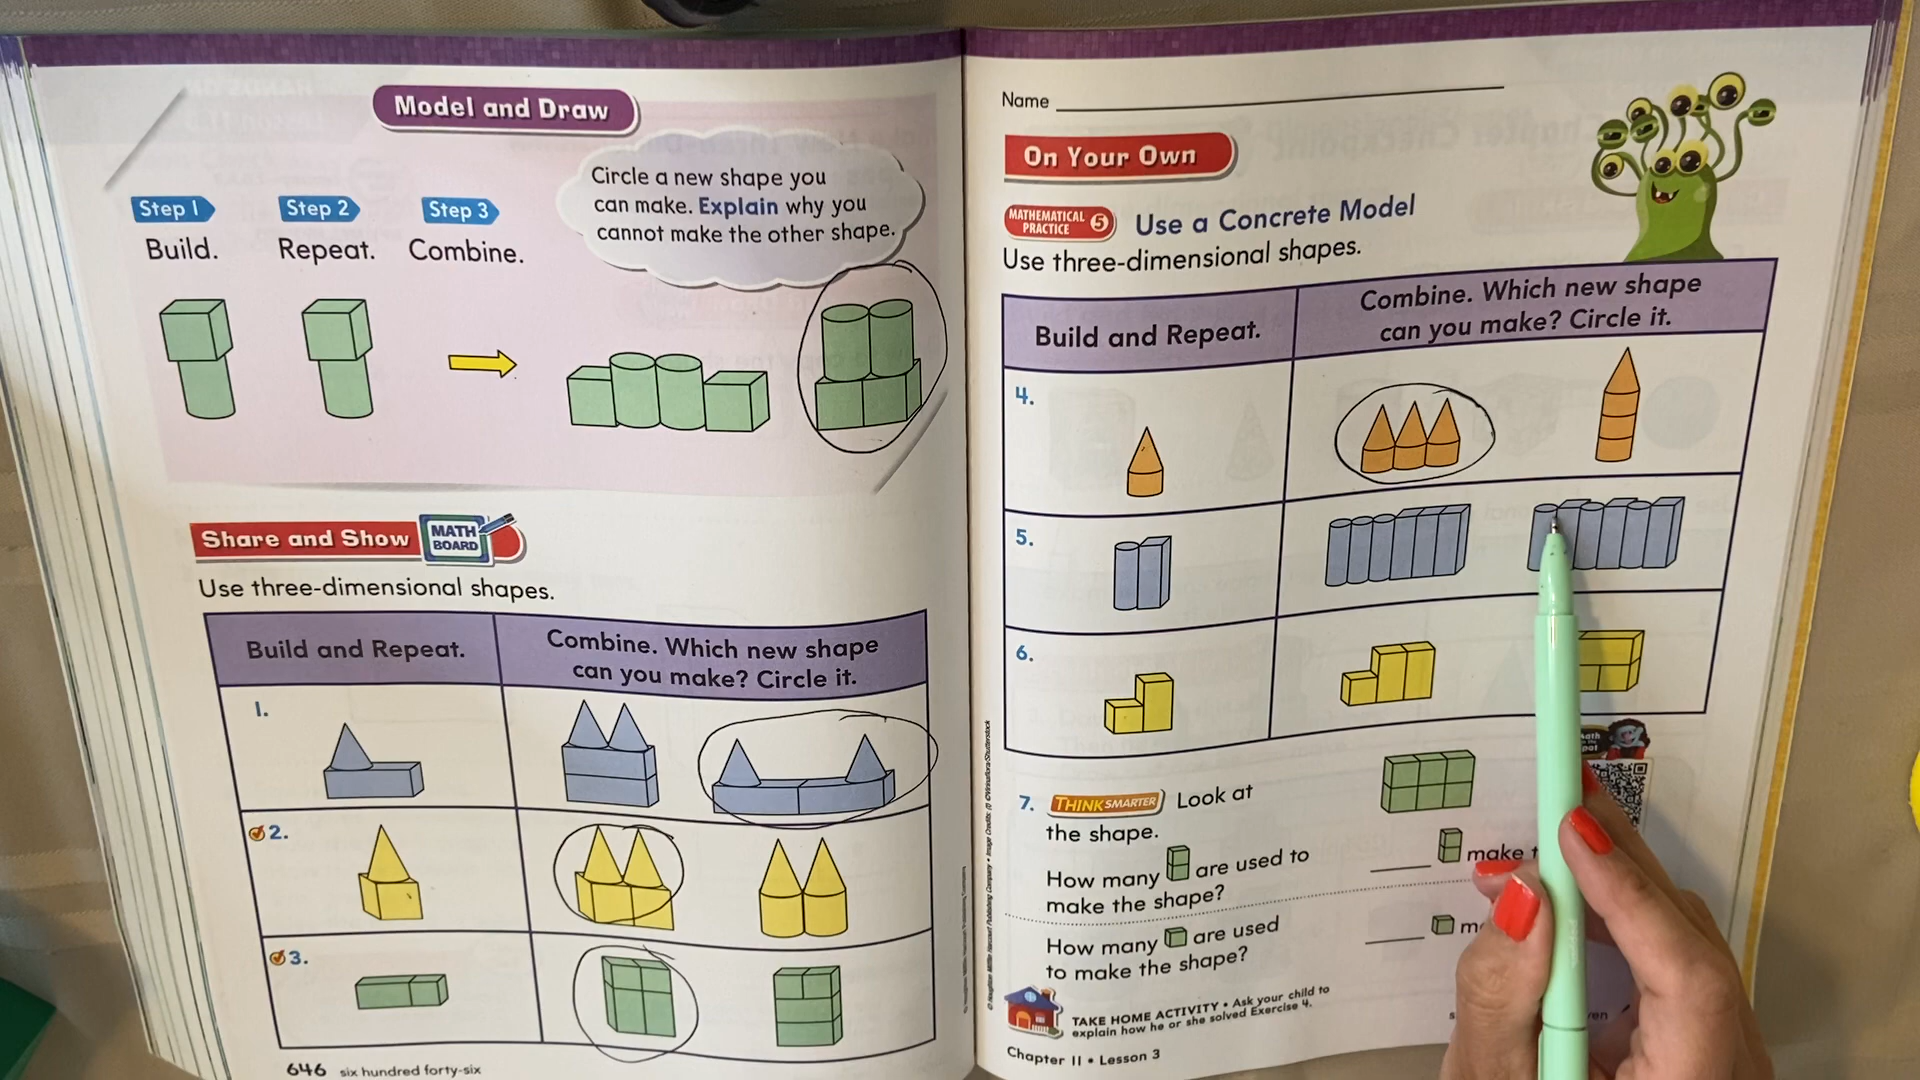 Model and Draw
Step 1
Step 2
Step 3
Build.
Repeat.
Combine.
Circle a new shape you
can make. Explain why you
cannot make the other shape.
Share and Show
MATH
BOARD
Use three-dimensional shapes.
Build and Repeat.
Combine. Which new shape
can you make? Circle it.
1.
2.
3.
646 six hundred forty-six
Name
On Your Own
MATHEMATICAL
PRACTICE 5
Use a Concrete Model
Use three-dimensional shapes.
Build and Repeat.
Combine. Which new shape
can you make? Circle it.
4.
5.
6.
7. THINK SMARTER Look at
the shape.
How many are used to
make the shape?
make
How many are used
to make the shape?
TAKE HOME ACTIVITY • Ask your child to
explain how he or she solved Exercise 4.
Chapter 11 • Lesson 3